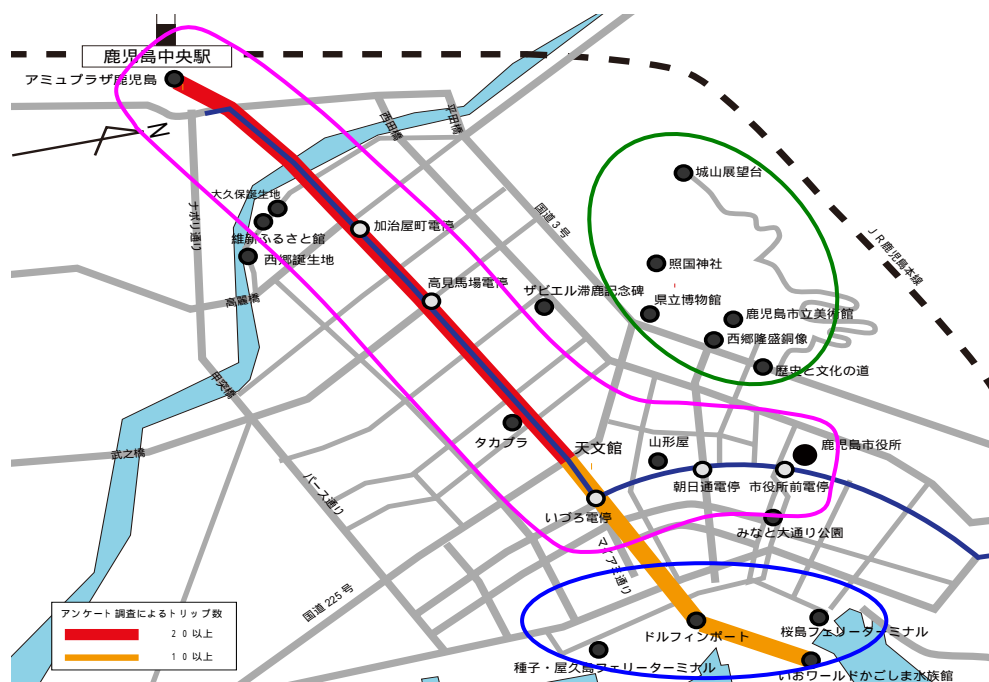 鹿児島中央駅
アミュプラザ鹿児島
N
西田橋
平田橋
大久保誕生地
維新ふるさと館
西郷誕生地
ナポリ通り
高麗橋
加治屋町電停
高見馬場電停
国道3号
ザビエル滞鹿記念碑
城山展望台
照国神社
県立博物館
鹿児島市立美術館
西郷隆盛銅像
歴史と文化の道
JR鹿児島本線
甲突橋
武之橋
タカプラ
天文館
山形屋
鹿児島市役所
朝日通電停
市役所前電停
いづろ電停
みなと大通り公園
パース通り
マイアミ通り
国道225号
ドルフィンポート
桜島フェリーターミナル
種子・屋久島フェリーターミナル
いおワールドかごしま水族館
アンケート調査によるトリップ数
20以上
10以上